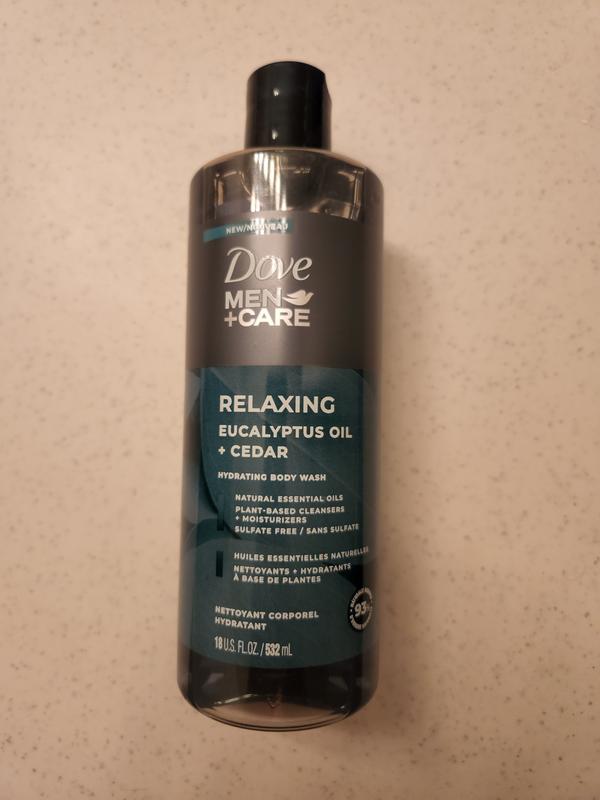 NEW/NOUVEAU
Dove
MEN
+CARE
RELAXING
EUCALYPTUS OIL
+ CEDAR
HYDRATING BODY WASH
NATURAL ESSENTIAL OILS
PLANT-BASED CLEANSERS
+ MOISTURIZERS
SULFATE FREE / SANS SULFATE
HUILES ESSENTIELLES NATURELLES
NETTOYANTS + HYDRATANTS
À BASE DE PLANTES
93%
NETTOYANT CORPOREL
HYDRATANT
18 U.S. FL.OZ. / 532 mL